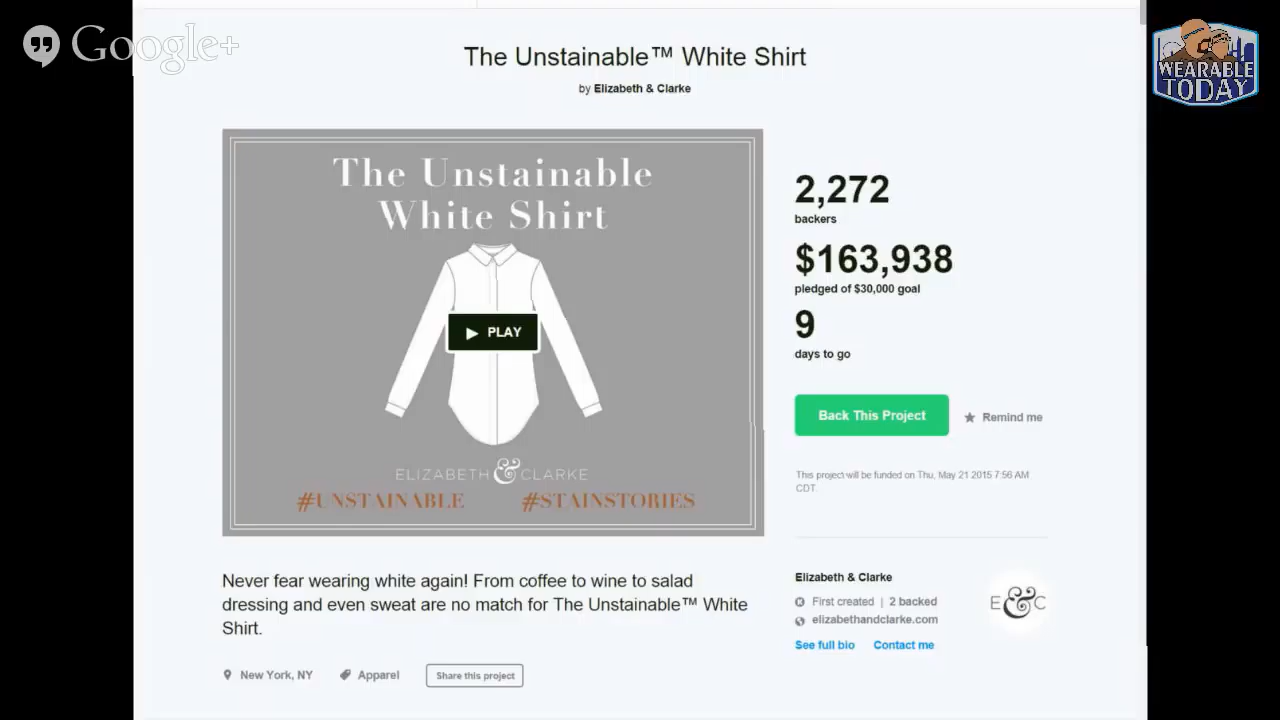 Google+
WEARABLE
TODAY
The Unstainable™ White Shirt
by Elizabeth & Clarke
The Unstainable
White Shirt
PLAY
ELIZABETH & CLARKE
#UNSTAINABLE #STAINSTORIES
2,272
backers
$163,938
pledged of $30,000 goal
9
days to go
Back This Project
Remind me
This project will be funded on Thu, May 21 2015 7:56 AM
CDT.
Never fear wearing white again! From coffee to wine to salad
dressing and even sweat are no match for The Unstainable™ White
Shirt.
New York, NY
Apparel
Share this project
Elizabeth & Clarke
First created | 2 backed
elizabethandclarke.com
See full bio Contact me
E&C